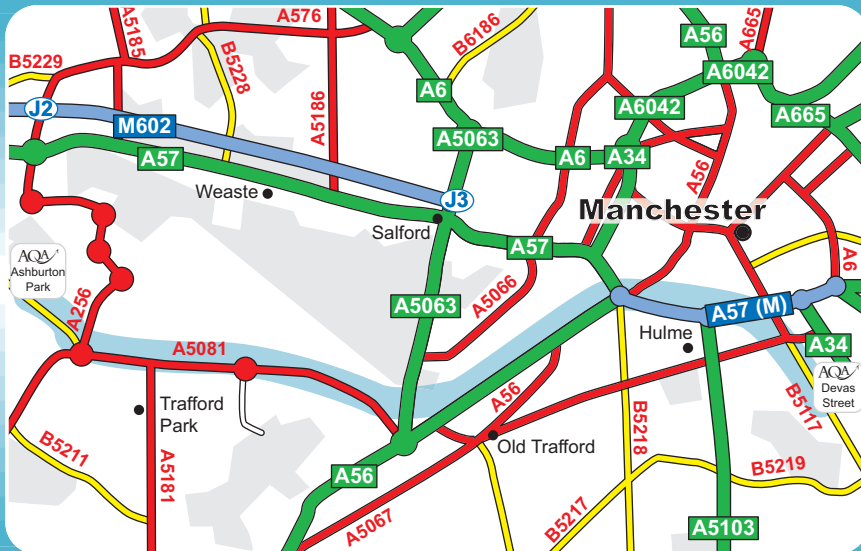 A576
A56
A665
A5185
B6186
B5228
B5229
A6042
A6
J2
A6042
A5186
A665
M602
A5063
A57
A6
A34
A56
Weaste
J3
Manchester
Salford
A57
A6
AQA
Ashburton
Park
A5066
A256
A5063
A57 (M)
Hulme
A34
A5081
AQA
Devas
Street
A56
B5117
Trafford
Park
B5218
Old Trafford
B5211
A5181
A56
B5219
B5217
A5067
A5103